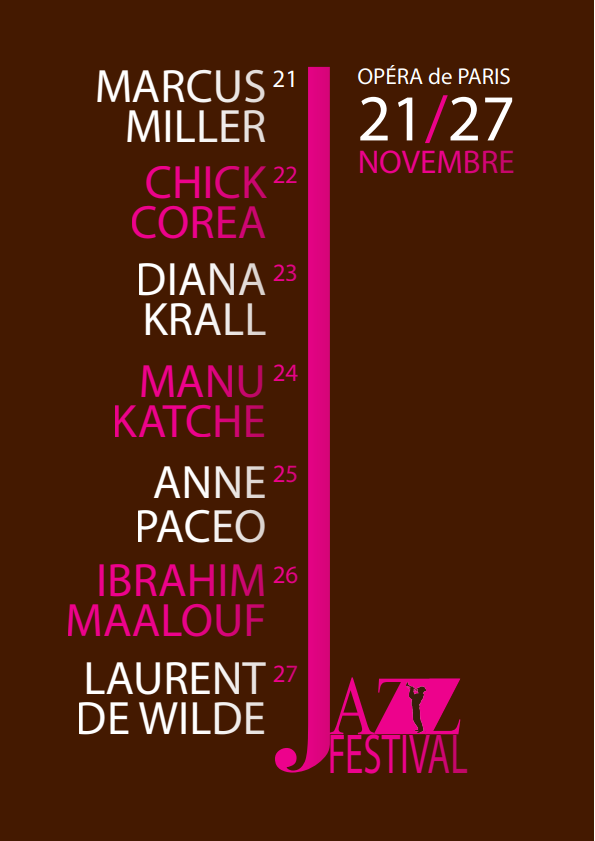 MARCUS 21
MILLER
CHICK 22
COREA
DIANA 23
KRALL
MANU 24
KATCHE
ANNE 25
PACEO
IBRAHIM 26
MAALOUF
LAURENT 27
DE WILDE
OPÉRA de PARIS
21/27
NOVEMBRE
JAZZ
FESTIVAL